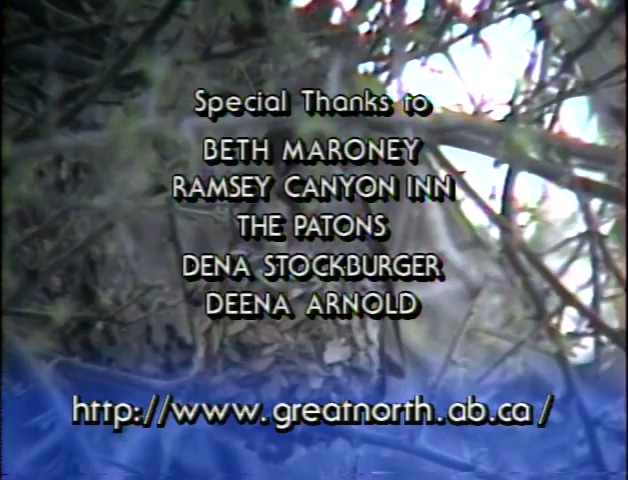 Special Thanks to
BETH MARONEY
RAMSEY CANYON INN
THE PATONS
DENA STOCKBURGER
DEENA ARNOLD
http://www.greatnorth.ab.ca/